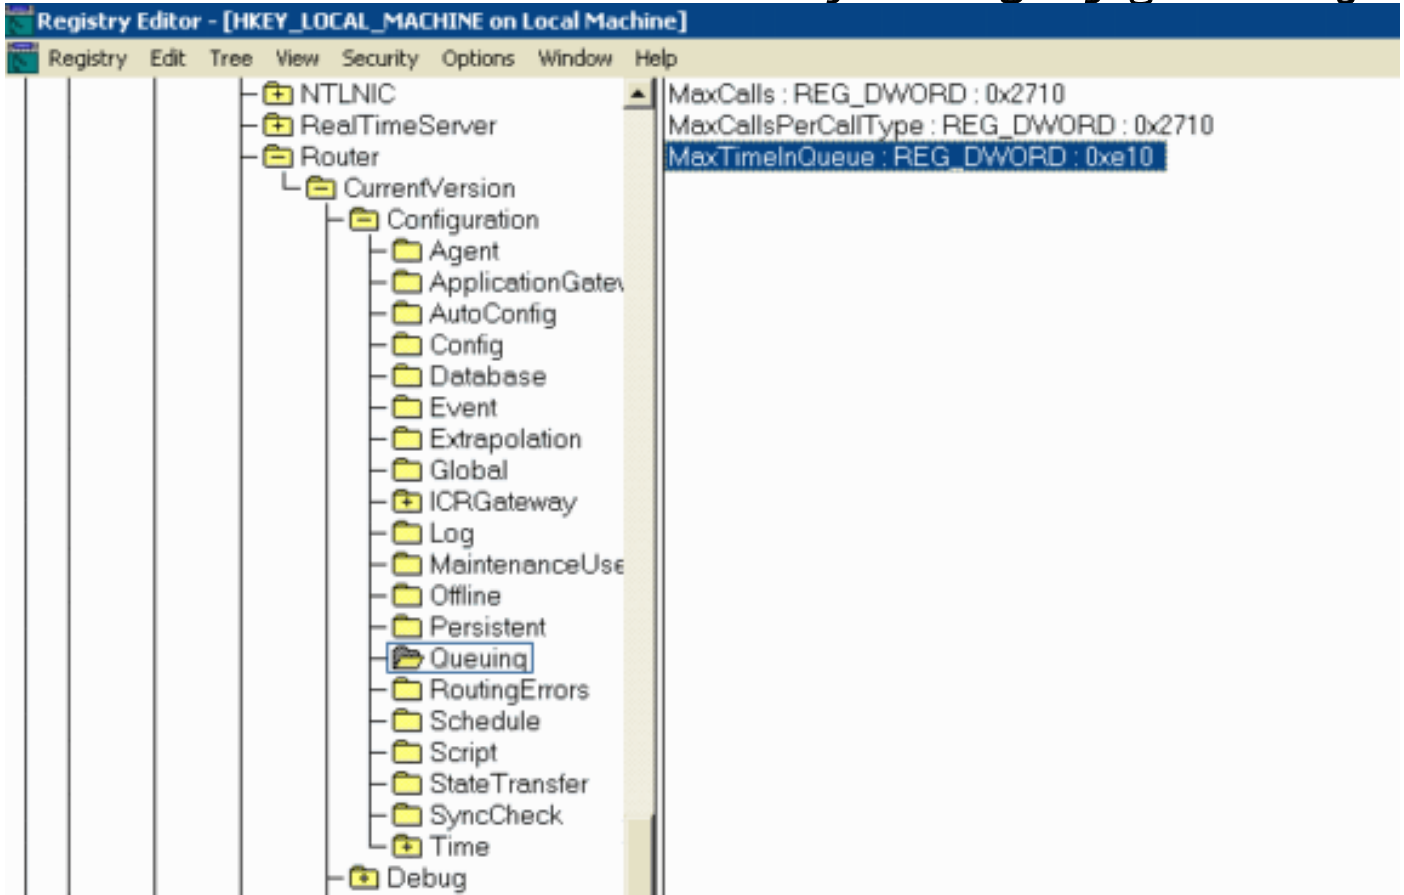 Registry Editor - [HKEY_LOCAL_MACHINE on Local Machine]
Registry Edit Tree View Security Options Window Help
NTLNIC
RealTimeServer
Router
CurrentVersion
Configuration
Agent
ApplicationGatew
AutoConfig
Config
Database
Event
Extrapolation
Global
ICRGateway
Log
MaintenanceUse
Offline
Persistent
Queuing
RoutingErrors
Schedule
Script
StateTransfer
SyncCheck
Time
Debug
MaxCalls : REG_DWORD : 0x2710
MaxCallsPerCallType : REG_DWORD : 0x2710
MaxTimeInQueue : REG_DWORD : 0xe10